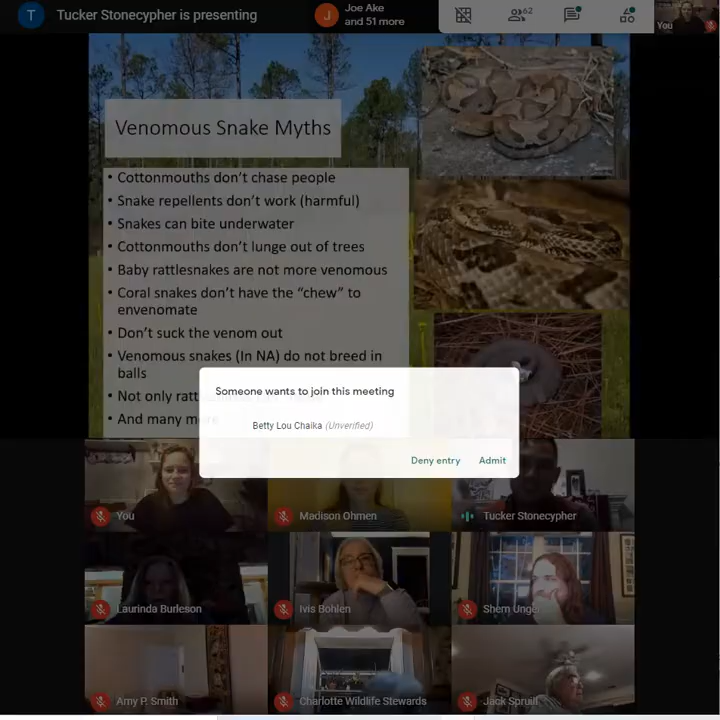 T Tucker Stonecypher is presenting
J Joe Ake
and 51 more
62
You
Venomous Snake Myths
• Cottonmouths don't chase people
• Snake repellents don't work (harmful)
• Snakes can bite underwater
• Cottonmouths don't lunge out of trees
• Baby rattlesnakes are not more venomous
• Coral snakes don't have the "chew" to
envenomate
• Don't suck the venom out
• Venomous snakes (In NA) do not breed in
balls
• Not only
• And many
Someone wants to join this meeting
Betty Lou Chaika (Unverified)
Deny entry Admit
You
Madison Ohmen
Tucker Stonecypher
Laurinda Burleson
Ivis Bohlen
Shem Unger
Amy P. Smith
Charlotte Wildlife Stewards
Jack Spruill